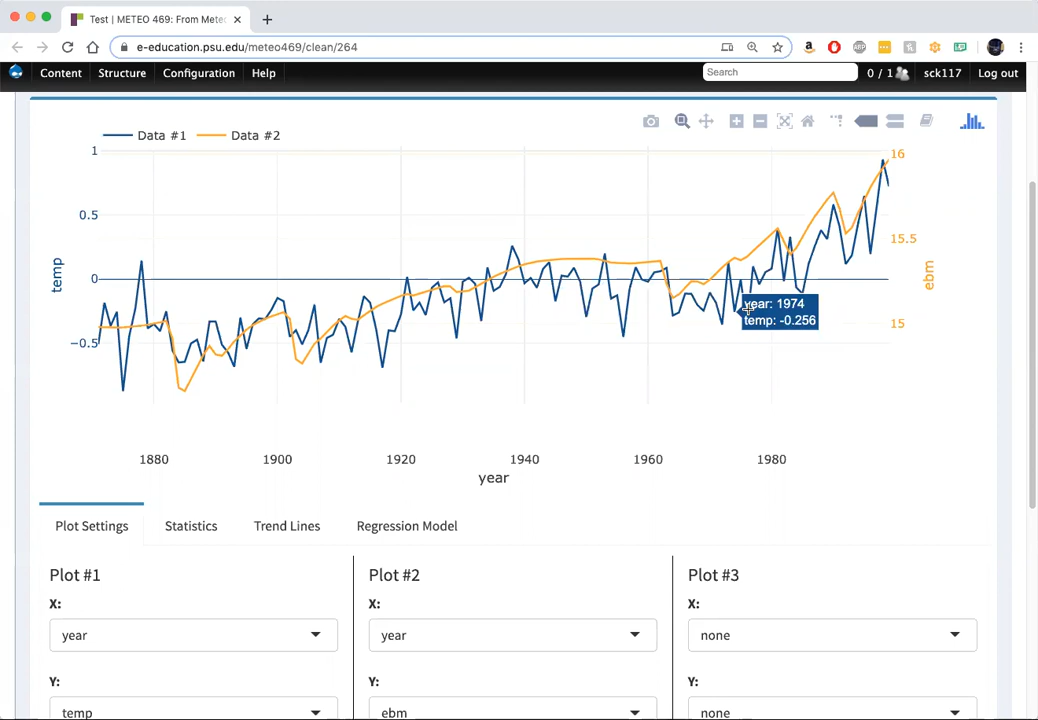 Test | METEO 469: From Mete
e-education.psu.edu/meteo469/clean/264
Content Structure Configuration Help Search 0 / 1 sck117 Log out
Data #1 Data #2
1
0.5
0
−0.5
temp
16
15.5
15
ebm
year: 1974
temp: -0.256
1880 1900 1920 1940 1960 1980
year
Plot Settings Statistics Trend Lines Regression Model
Plot #1 Plot #2 Plot #3
X: X: X:
year year none
Y: Y: Y:
temp ebm none